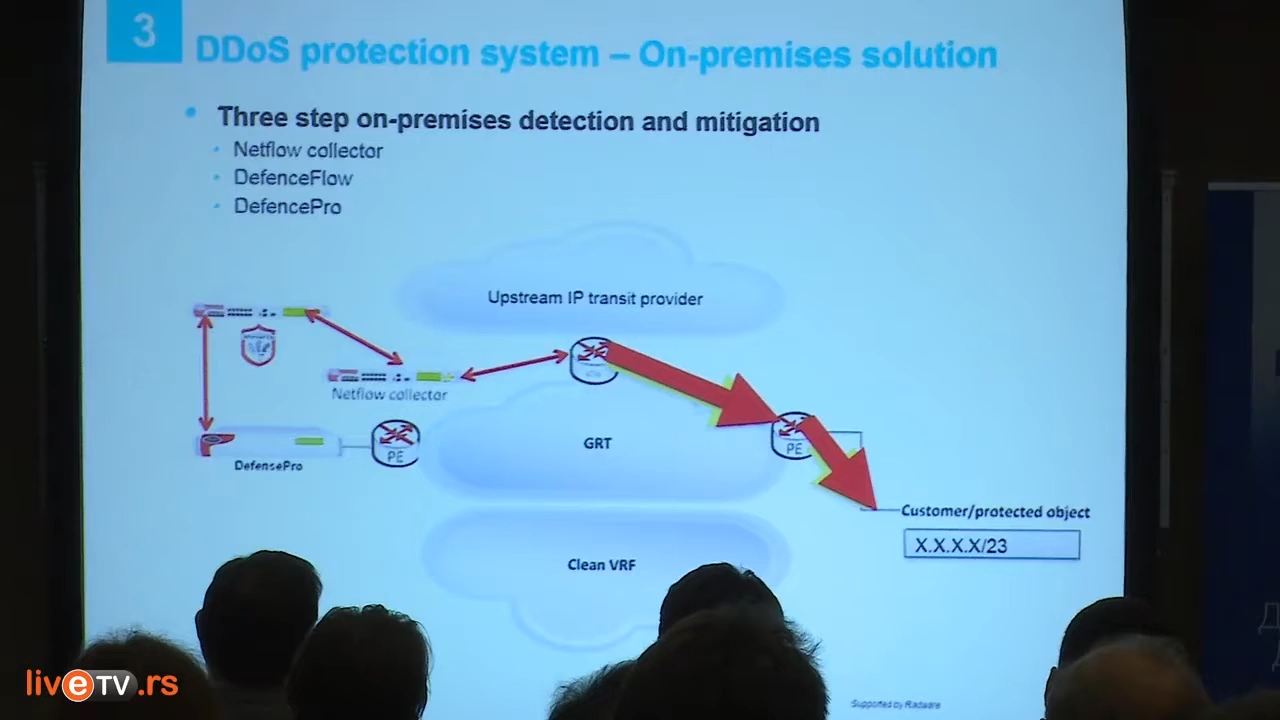 3
DDoS protection system – On-premises solution
• Three step on-premises detection and mitigation
• Netflow collector
• DefenceFlow
• DefencePro
Upstream IP transit provider
Netflow collector
GRT
PE
PE
DefensePro
Customer/protected object
X.X.X.X/23
Clean VRF
Supported by Radware
liveTV.rs